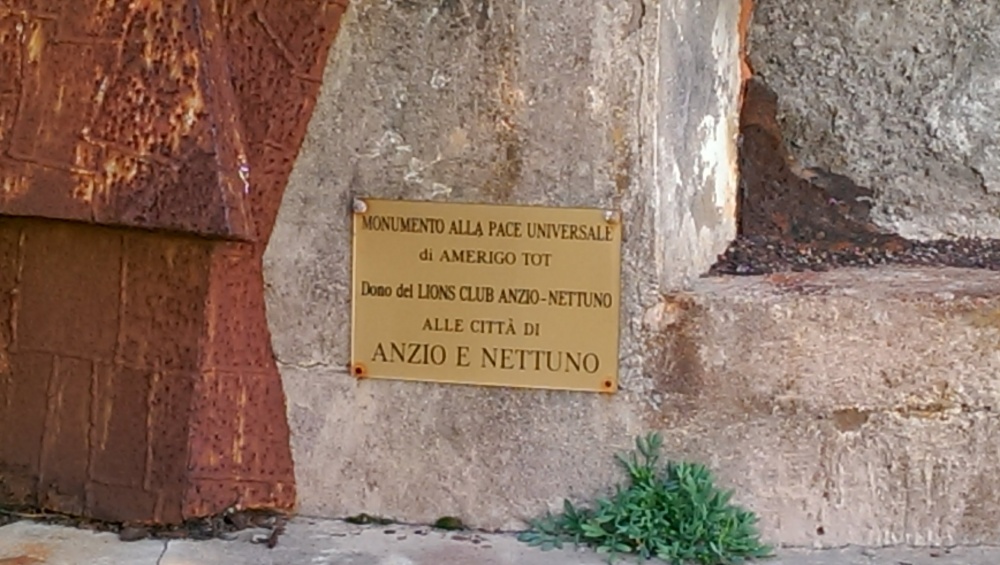 MONUMENTO ALLA PACE UNIVERSALE
di AMERIGO TOT
Dono del LIONS CLUB ANZIO-NETTUNO
ALLE CITTÀ DI
ANZIO E NETTUNO